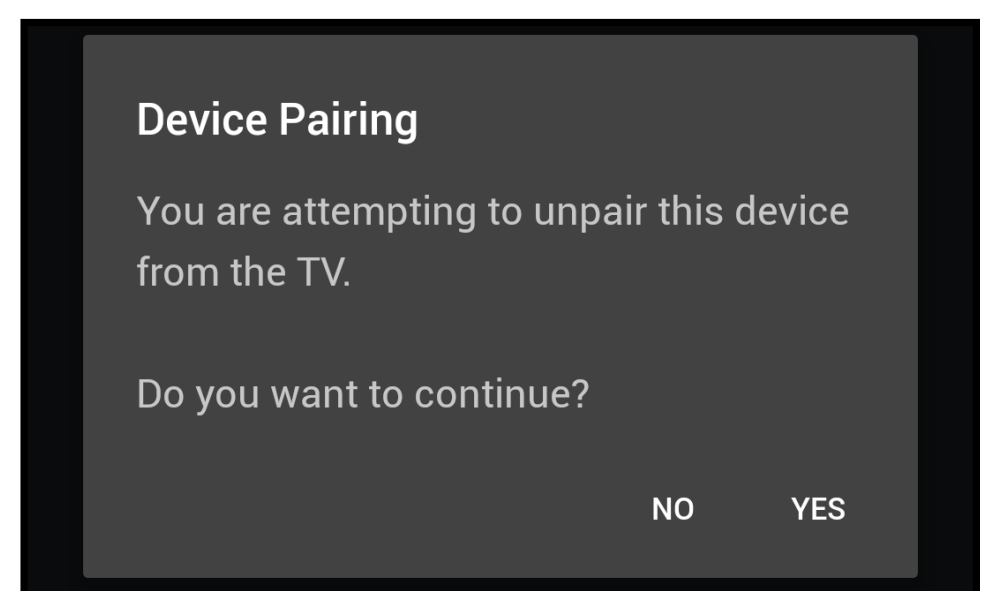 Device Pairing
You are attempting to unpair this device
from the TV.
Do you want to continue?
NO YES